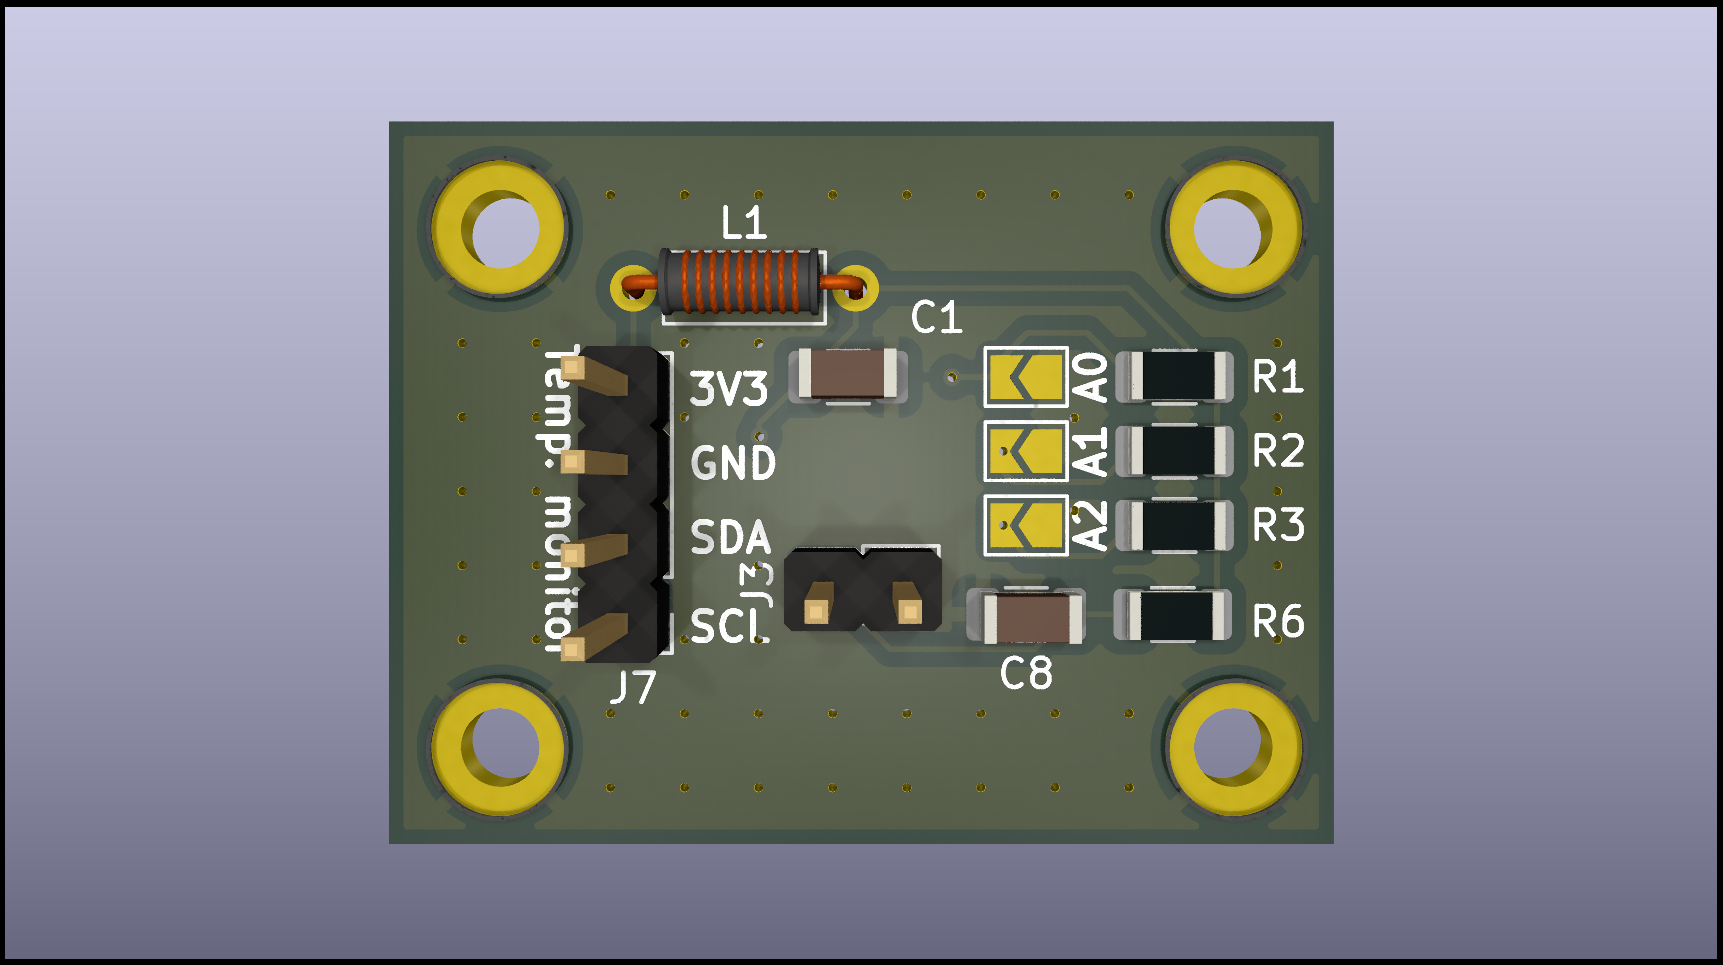 L1
C1
3V3
GND
SDA
SCL
Temp. monitor
J7
J3
A0
A1
A2
R1
R2
R3
R6
C8